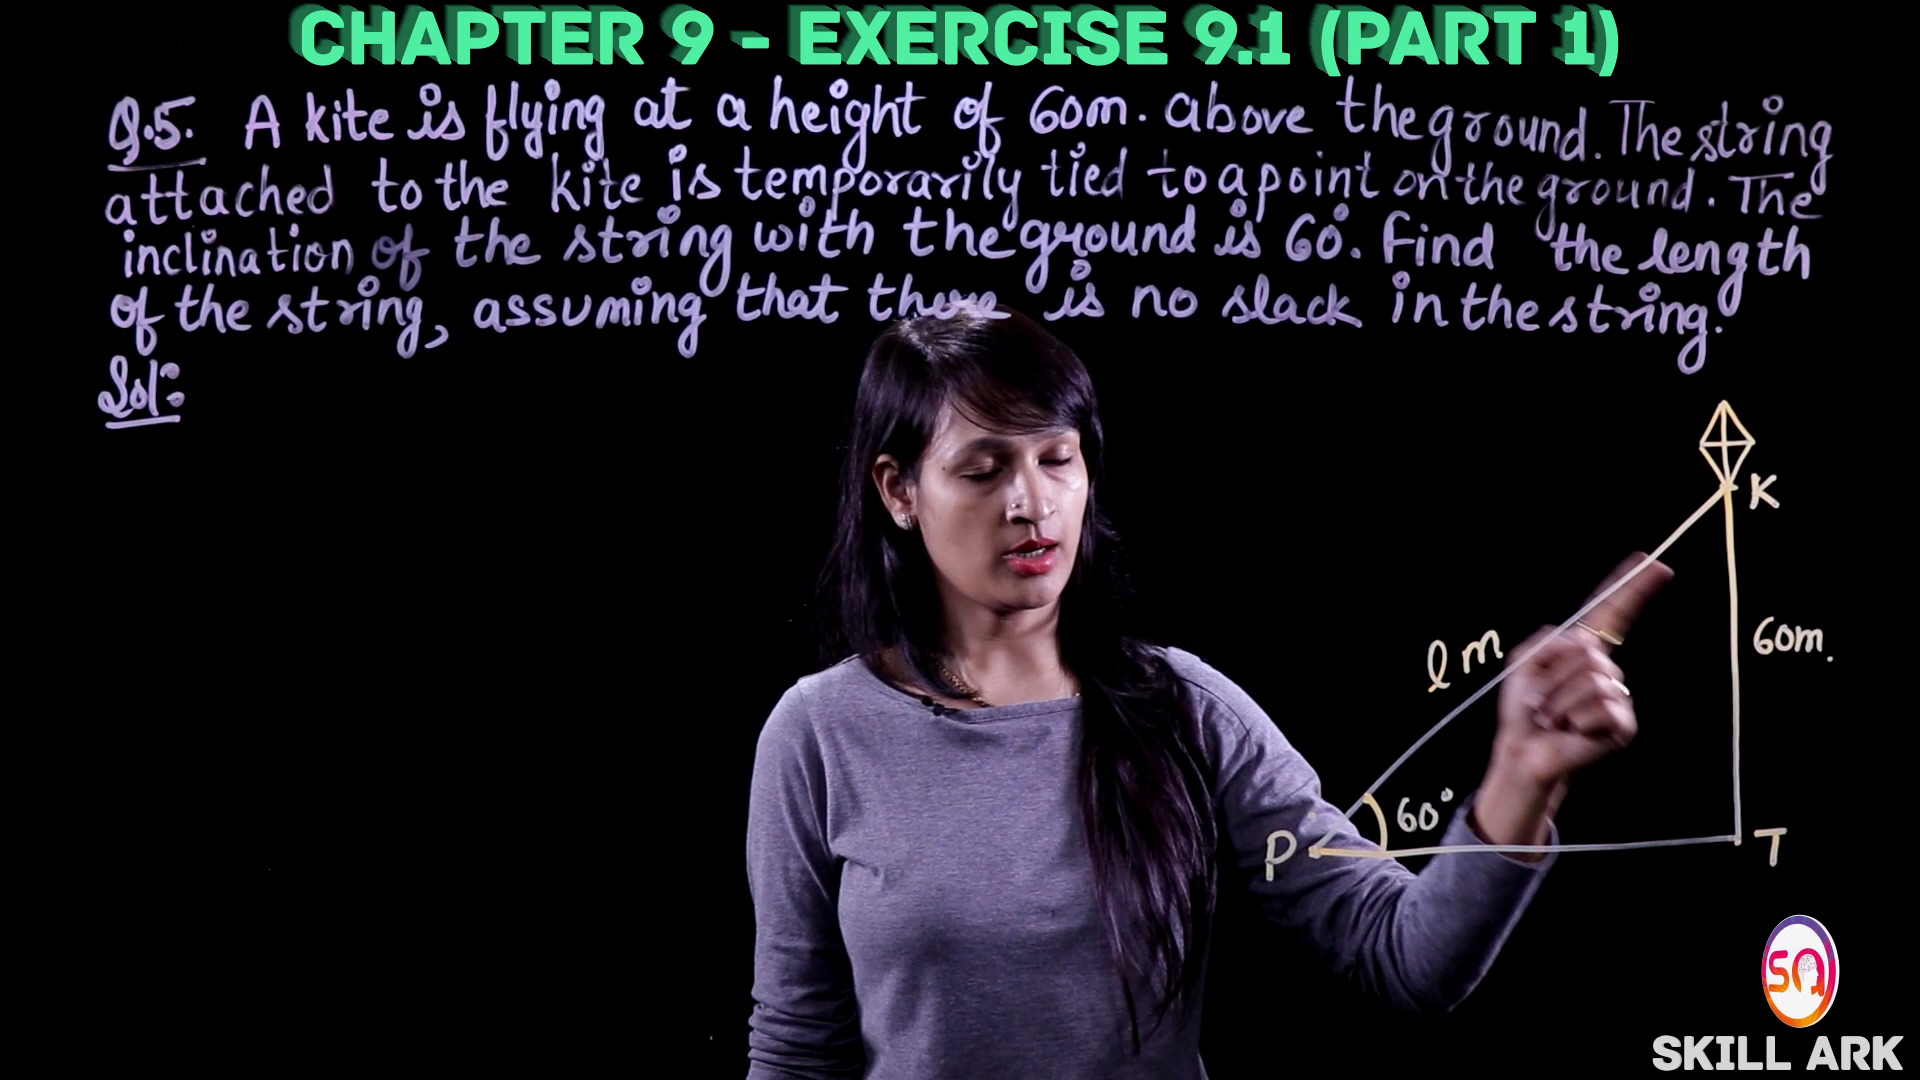 CHAPTER 9 - EXERCISE 9.1 (PART 1)
Q.5. A kite is flying at a height of 60m. above the ground. The string
attached to the kite is temporarily tied to a point on the ground. The
inclination of the string with the ground is 60°. Find the length
of the string, assuming that there is no slack in the string.
Sol:
K
l m
60m.
60°
P
T
SA
SKILL ARK